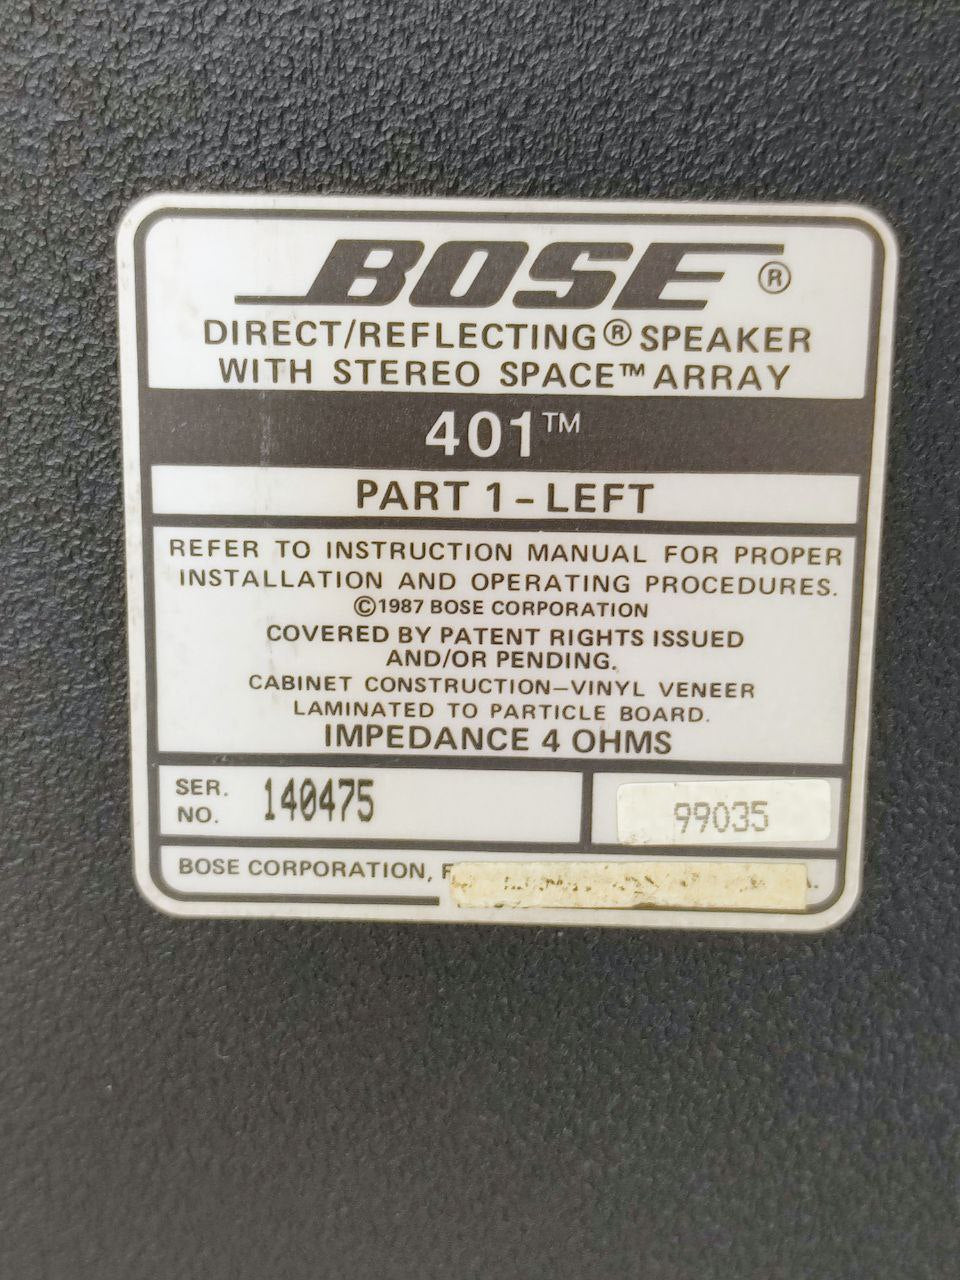 BOSE®
DIRECT/REFLECTING® SPEAKER
WITH STEREO SPACE™ ARRAY
401™
PART 1 – LEFT
REFER TO INSTRUCTION MANUAL FOR PROPER
INSTALLATION AND OPERATING PROCEDURES.
©1987 BOSE CORPORATION
COVERED BY PATENT RIGHTS ISSUED
AND/OR PENDING.
CABINET CONSTRUCTION—VINYL VENEER
LAMINATED TO PARTICLE BOARD.
IMPEDANCE 4 OHMS
SER. NO. 140475
99035
BOSE CORPORATION,